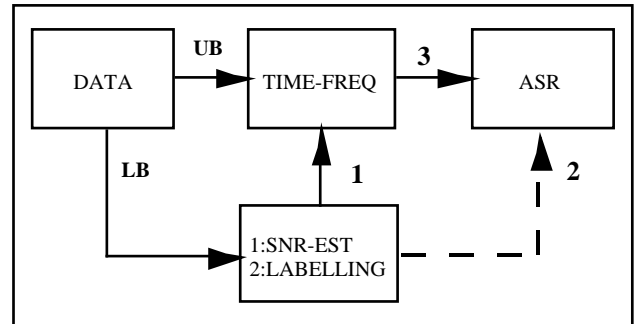 UB
3
DATA
TIME-FREQ
ASR
LB
1
2
1:SNR-EST
2:LABELLING